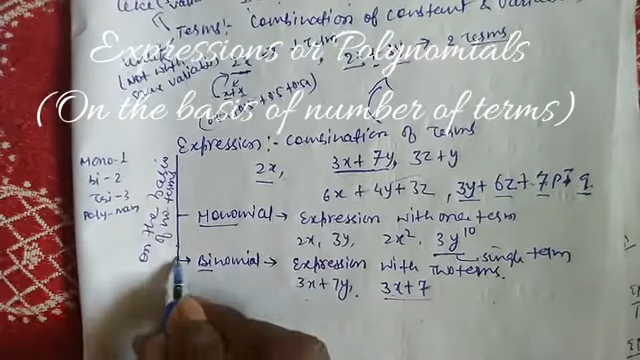 Terms:- Combination of constant &
Expressions or Polynomials
2 Terms
same variable)
(On the basis of number of terms)
Expression:- combination of Terms
2x, 3x+7y, 3z+y
6x + 4y + 3z, 3y + 6z + 7p + q.
Mono-1
Bi - 2
Tri-3
Poly-many
On the basis
of no. terms
Monomial → Expression with one term
2x, 3y, 2x², 3y¹⁰ single term
Binomial → Expression with Two terms.
3x+7y, 3x+7